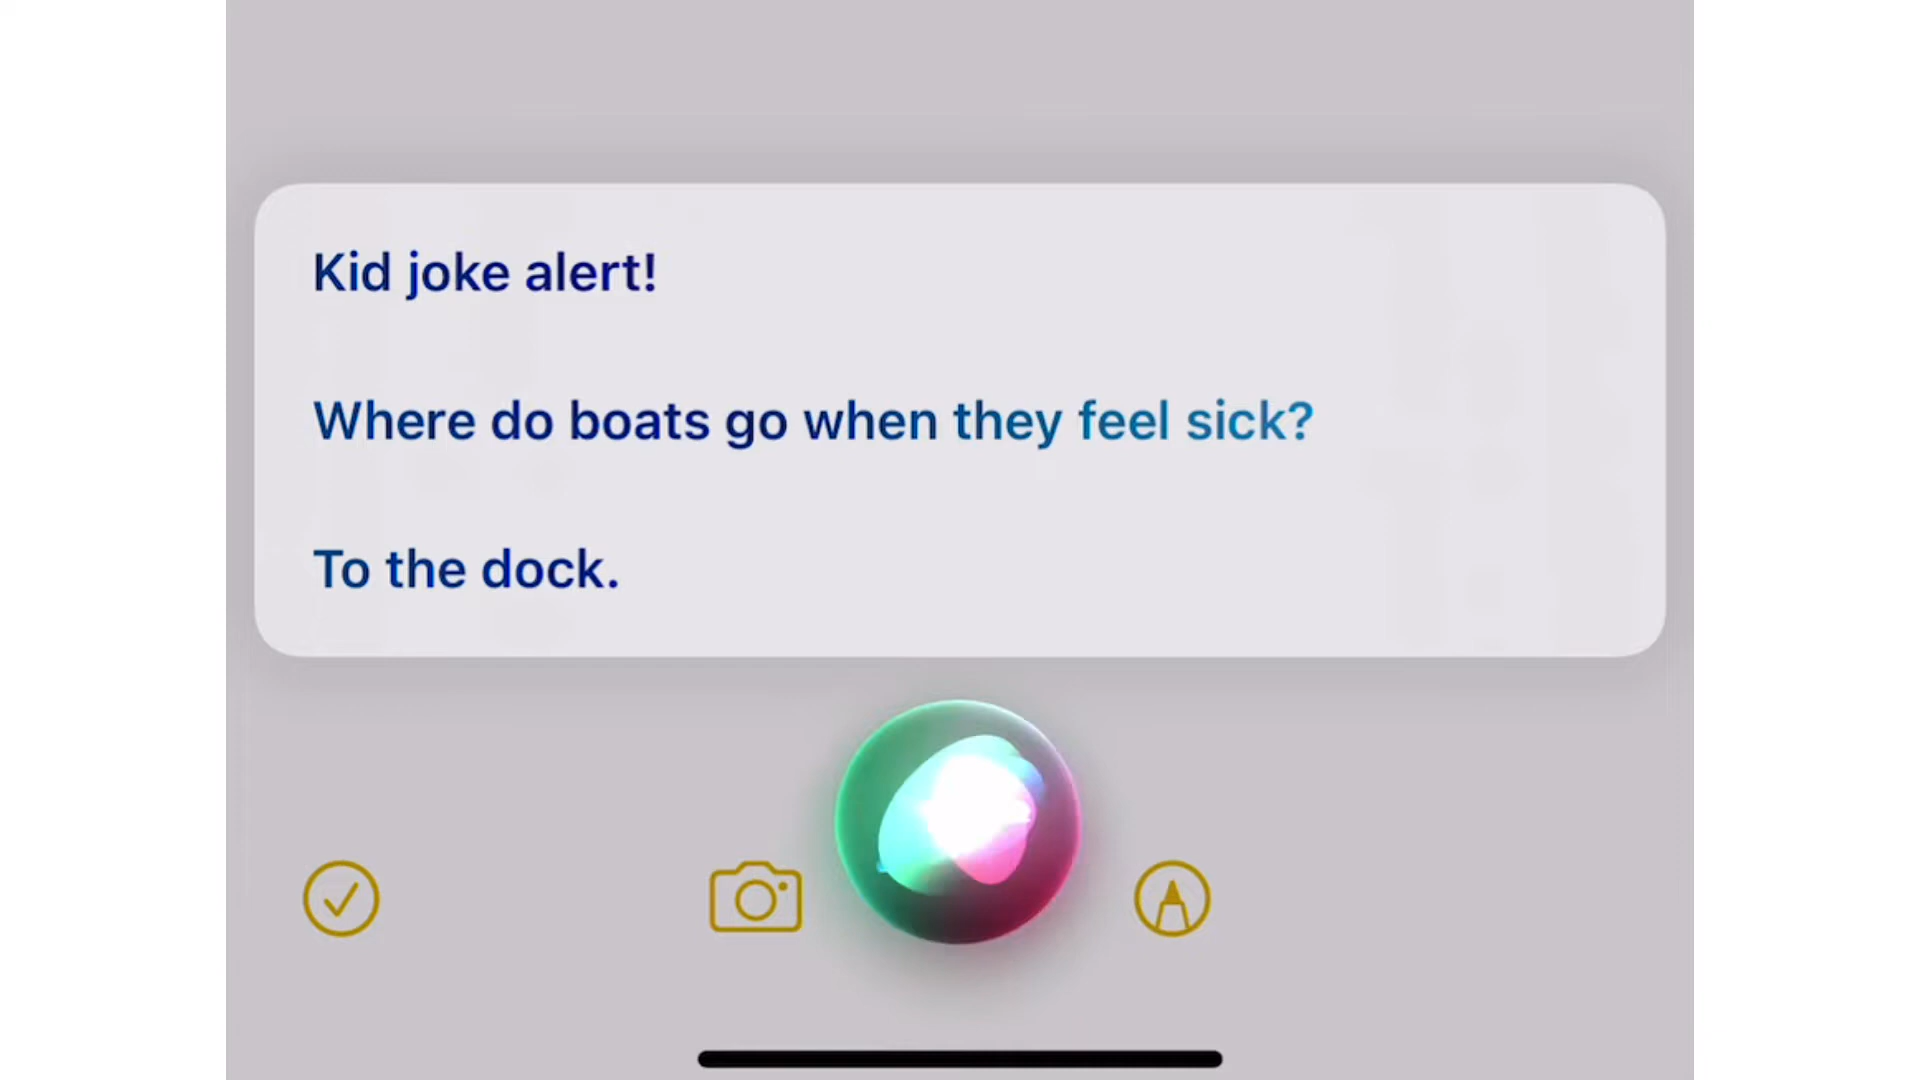 Kid joke alert!
Where do boats go when they feel sick?
To the dock.